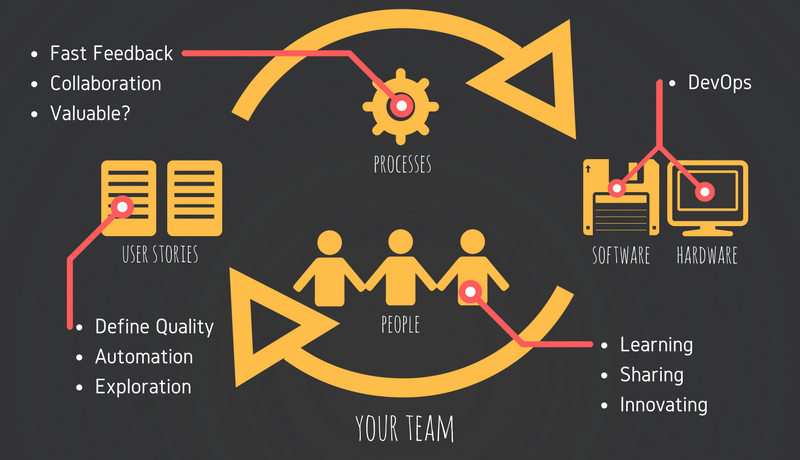 • Fast Feedback
• Collaboration
• Valuable?
PROCESSES
• DevOps
USER STORIES
SOFTWARE
HARDWARE
PEOPLE
• Define Quality
• Automation
• Exploration
• Learning
• Sharing
• Innovating
YOUR TEAM